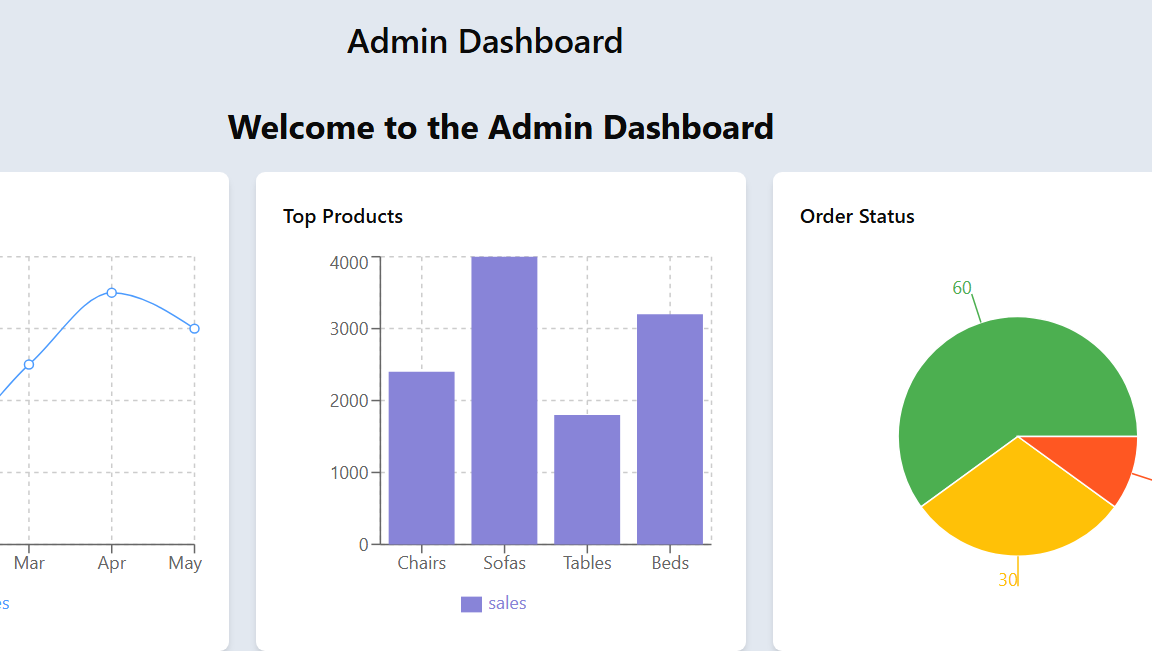 Admin Dashboard
Welcome to the Admin Dashboard
Mar Apr May
es
Top Products
4000
3000
2000
1000
0
Chairs Sofas Tables Beds
sales
Order Status
60
30